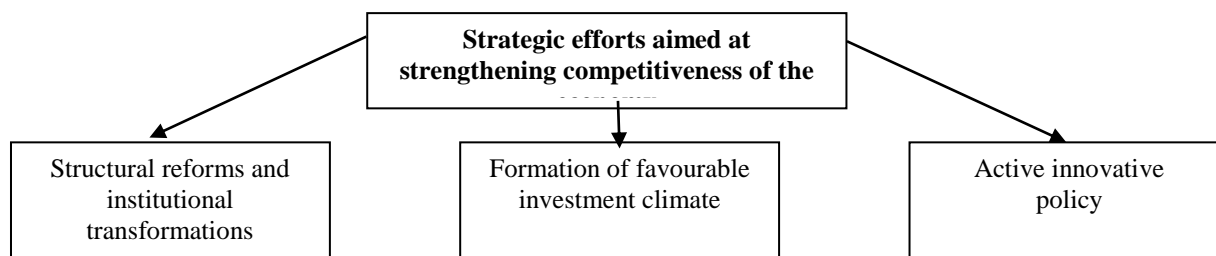 Strategic efforts aimed at
strengthening competitiveness of the
Structural reforms and
institutional
transformations
Formation of favourable
investment climate
Active innovative
policy